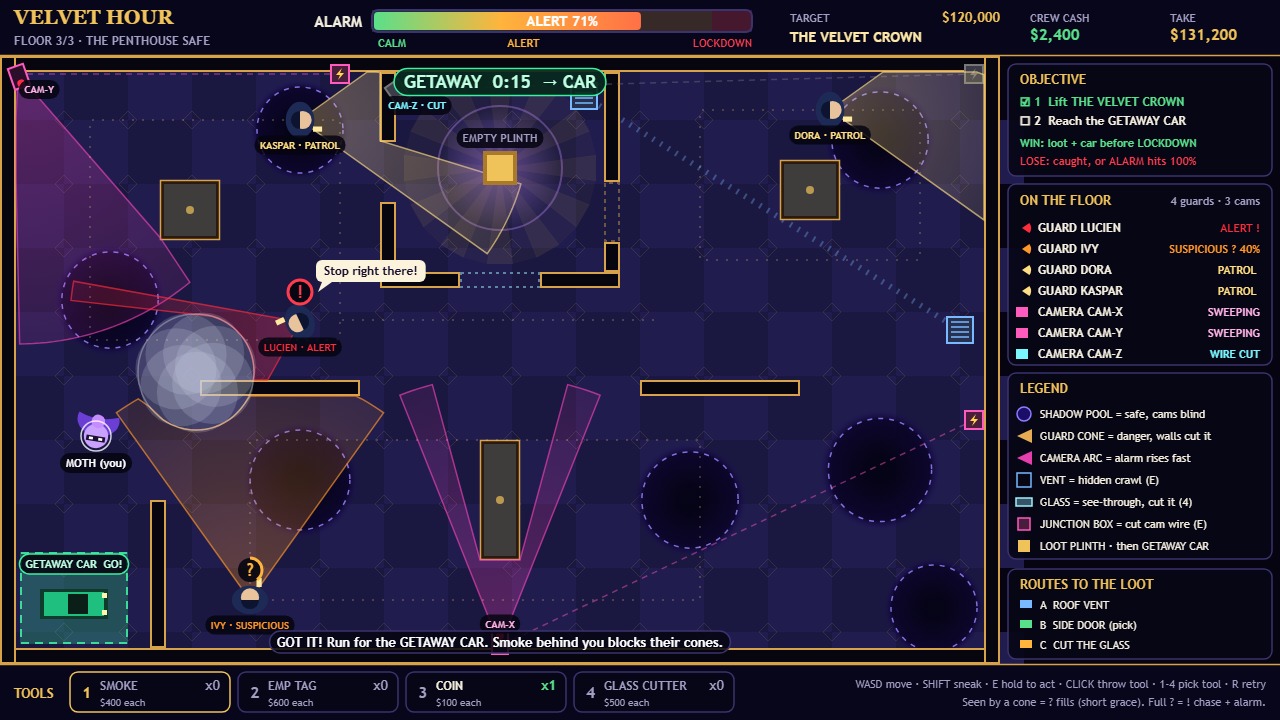 VELVET HOUR
FLOOR 3/3 · THE PENTHOUSE SAFE
ALARM
ALERT 71%
CALM
ALERT
LOCKDOWN
TARGET
$120,000
THE VELVET CROWN
CREW CASH
$2,400
TAKE
$131,200
GETAWAY 0:15 → CAR
CAM-Y
CAM-Z · CUT
KASPAR · PATROL
EMPTY PLINTH
DORA · PATROL
Stop right there!
!
LUCIEN · ALERT
MOTH (you)
GETAWAY CAR GO!
?
IVY · SUSPICIOUS
CAM-X
GOT IT! Run for the GETAWAY CAR. Smoke behind you blocks their cones.
OBJECTIVE
☑ 1 Lift THE VELVET CROWN
☐ 2 Reach the GETAWAY CAR
WIN: loot + car before LOCKDOWN
LOSE: caught, or ALARM hits 100%
ON THE FLOOR
4 guards · 3 cams
GUARD LUCIEN ALERT !
GUARD IVY SUSPICIOUS ? 40%
GUARD DORA PATROL
GUARD KASPAR PATROL
CAMERA CAM-X SWEEPING
CAMERA CAM-Y SWEEPING
CAMERA CAM-Z WIRE CUT
LEGEND
SHADOW POOL = safe, cams blind
GUARD CONE = danger, walls cut it
CAMERA ARC = alarm rises fast
VENT = hidden crawl (E)
GLASS = see-through, cut it (4)
JUNCTION BOX = cut cam wire (E)
LOOT PLINTH · then GETAWAY CAR
ROUTES TO THE LOOT
A ROOF VENT
B SIDE DOOR (pick)
C CUT THE GLASS
TOOLS
1 SMOKE x0
$400 each
2 EMP TAG x0
$600 each
3 COIN x1
$100 each
4 GLASS CUTTER x0
$500 each
WASD move · SHIFT sneak · E hold to act · CLICK throw tool · 1-4 pick tool · R retry
Seen by a cone = ? fills (short grace). Full ? = ! chase + alarm.